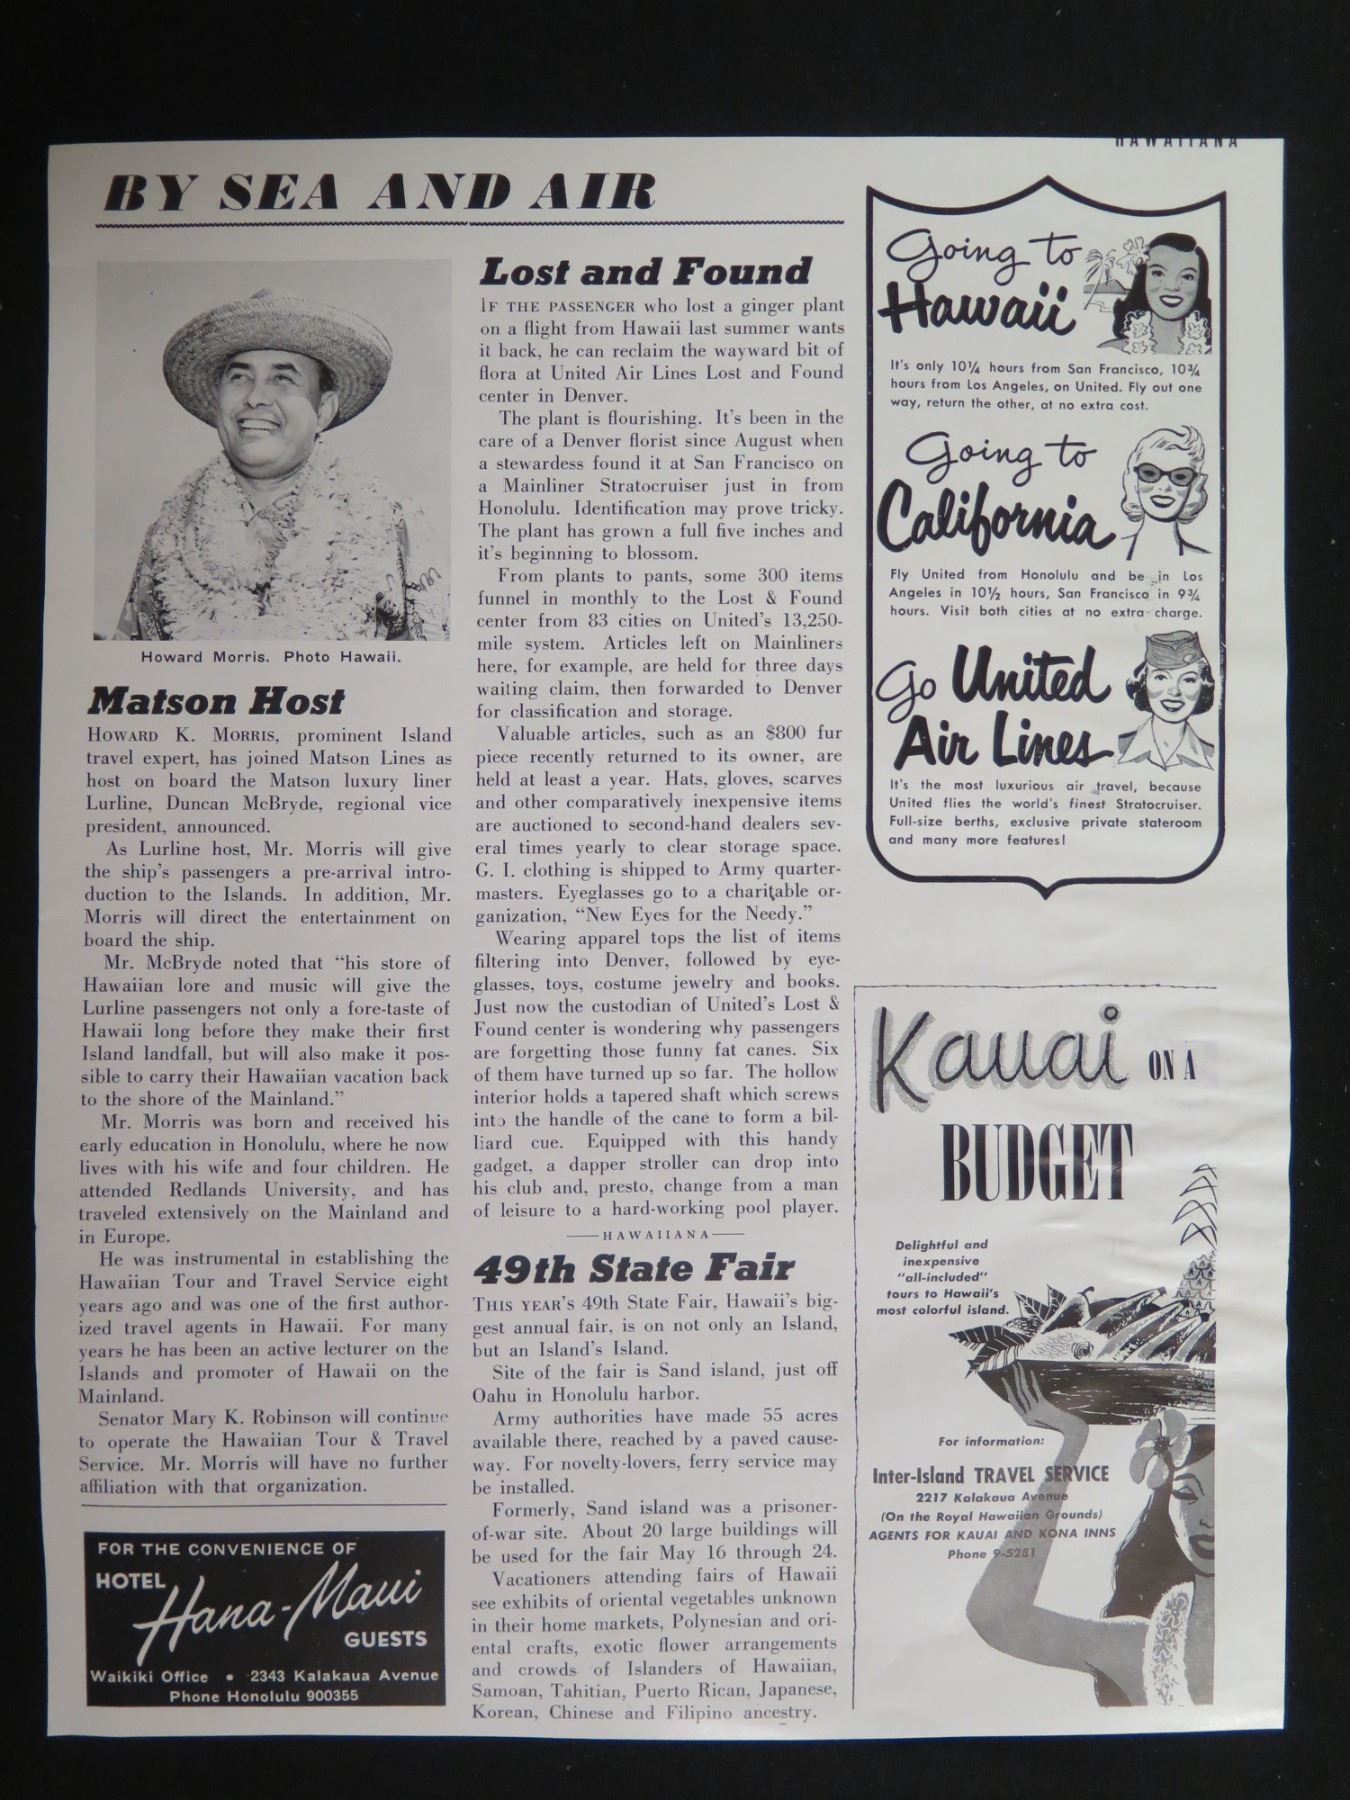 HAWAIIANA
BY SEA AND AIR
Howard Morris. Photo Hawaii.
Matson Host
HOWARD K. MORRIS, prominent Island
travel expert, has joined Matson Lines as
host on board the Matson luxury liner
Lurline, Duncan McBryde, regional vice
president, announced.
As Lurline host, Mr. Morris will give
the ship's passengers a pre-arrival intro-
duction to the Islands. In addition, Mr.
Morris will direct the entertainment on
board the ship.
Mr. McBryde noted that "his store of
Hawaiian lore and music will give the
Lurline passengers not only a fore-taste of
Hawaii long before they make their first
Island landfall, but will also make it pos-
sible to carry their Hawaiian vacation back
to the shore of the Mainland."
Mr. Morris was born and received his
early education in Honolulu, where he now
lives with his wife and four children. He
attended Redlands University, and has
traveled extensively on the Mainland and
in Europe.
He was instrumental in establishing the
Hawaiian Tour and Travel Service eight
years ago and was one of the first author-
ized travel agents in Hawaii. For many
years he has been an active lecturer on the
Islands and promoter of Hawaii on the
Mainland.
Senator Mary K. Robinson will continue
to operate the Hawaiian Tour & Travel
Service. Mr. Morris will have no further
affiliation with that organization.
FOR THE CONVENIENCE OF
HOTEL
Hana-Maui
GUESTS
Waikiki Office • 2343 Kalakaua Avenue
Phone Honolulu 900355
Lost and Found
IF THE PASSENGER who lost a ginger plant
on a flight from Hawaii last summer wants
it back, he can reclaim the wayward bit of
flora at United Air Lines Lost and Found
center in Denver.
The plant is flourishing. It's been in the
care of a Denver florist since August when
a stewardess found it at San Francisco on
a Mainliner Stratocruiser just in from
Honolulu. Identification may prove tricky.
The plant has grown a full five inches and
it's beginning to blossom.
From plants to pants, some 300 items
funnel in monthly to the Lost & Found
center from 83 cities on United's 13,250-
mile system. Articles left on Mainliners
here, for example, are held for three days
waiting claim, then forwarded to Denver
for classification and storage.
Valuable articles, such as an $800 fur
piece recently returned to its owner, are
held at least a year. Hats, gloves, scarves
and other comparatively inexpensive items
are auctioned to second-hand dealers sev-
eral times yearly to clear storage space.
G. I. clothing is shipped to Army quarter-
masters. Eyeglasses go to a charitable or-
ganization, "New Eyes for the Needy."
Wearing apparel tops the list of items
filtering into Denver, followed by eye-
glasses, toys, costume jewelry and books.
Just now the custodian of United's Lost &
Found center is wondering why passengers
are forgetting those funny fat canes. Six
of them have turned up so far. The hollow
interior holds a tapered shaft which screws
into the handle of the cane to form a bil-
liard cue. Equipped with this handy
gadget, a dapper stroller can drop into
his club and, presto, change from a man
of leisure to a hard-working pool player.
HAWAIIANA
49th State Fair
THIS YEAR'S 49th State Fair, Hawaii's big-
gest annual fair, is on not only an Island,
but an Island's Island.
Site of the fair is Sand island, just off
Oahu in Honolulu harbor.
Army authorities have made 55 acres
available there, reached by a paved cause-
way. For novelty-lovers, ferry service may
be installed.
Formerly, Sand island was a prisoner-
of-war site. About 20 large buildings will
be used for the fair May 16 through 24.
Vacationers attending fairs of Hawaii
see exhibits of oriental vegetables unknown
in their home markets, Polynesian and ori-
ental crafts, exotic flower arrangements
and crowds of Islanders of Hawaiian,
Samoan, Tahitian, Puerto Rican, Japanese,
Korean, Chinese and Filipino ancestry.
Going to
Hawaii
It's only 10¼ hours from San Francisco, 10¾
hours from Los Angeles, on United. Fly out one
way, return the other, at no extra cost.
Going to
California
Fly United from Honolulu and be in Los
Angeles in 10½ hours, San Francisco in 9¾
hours. Visit both cities at no extra charge.
Go United
Air Lines
It's the most luxurious air travel, because
United flies the world's finest Stratocruiser.
Full-size berths, exclusive private stateroom
and many more features!
Kauai ON A
BUDGET
Delightful and
inexpensive
"all-included"
tours to Hawaii's
most colorful island.
For information:
Inter-Island TRAVEL SERVICE
2217 Kalakaua Avenue
(On the Royal Hawaiian Grounds)
AGENTS FOR KAUAI AND KONA INNS
Phone 9-5281